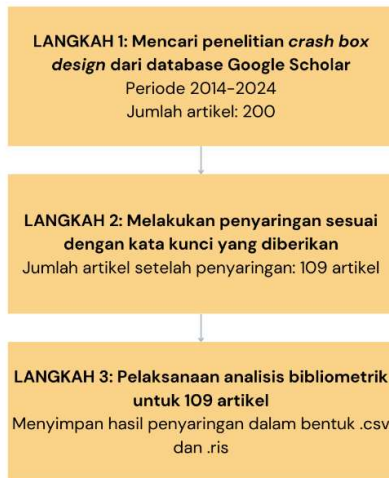 LANGKAH 1: Mencari penelitian crash box
design dari database Google Scholar
Periode 2014-2024
Jumlah artikel: 200
LANGKAH 2: Melakukan penyaringan sesuai
dengan kata kunci yang diberikan
Jumlah artikel setelah penyaringan: 109 artikel
LANGKAH 3: Pelaksanaan analisis bibliometrik
untuk 109 artikel
Menyimpan hasil penyaringan dalam bentuk .csv
dan .ris